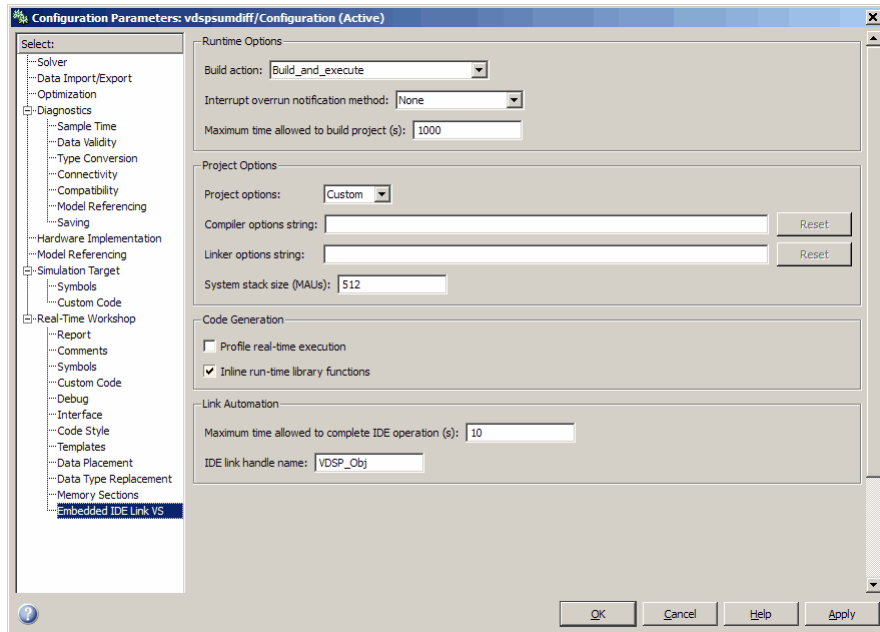 Configuration Parameters: vdspsumdiff/Configuration (Active)
Select:
Solver
Data Import/Export
Optimization
Diagnostics
Sample Time
Data Validity
Type Conversion
Connectivity
Compatibility
Model Referencing
Saving
Hardware Implementation
Model Referencing
Simulation Target
Symbols
Custom Code
Real-Time Workshop
Report
Comments
Symbols
Custom Code
Debug
Interface
Code Style
Templates
Data Placement
Data Type Replacement
Memory Sections
Embedded IDE Link VS
Runtime Options
Build action: Build_and_execute
Interrupt overrun notification method: None
Maximum time allowed to build project (s): 1000
Project Options
Project options: Custom
Compiler options string: Reset
Linker options string: Reset
System stack size (MAUs): 512
Code Generation
Profile real-time execution
Inline run-time library functions
Link Automation
Maximum time allowed to complete IDE operation (s): 10
IDE link handle name: VDSP_Obj
OK Cancel Help Apply